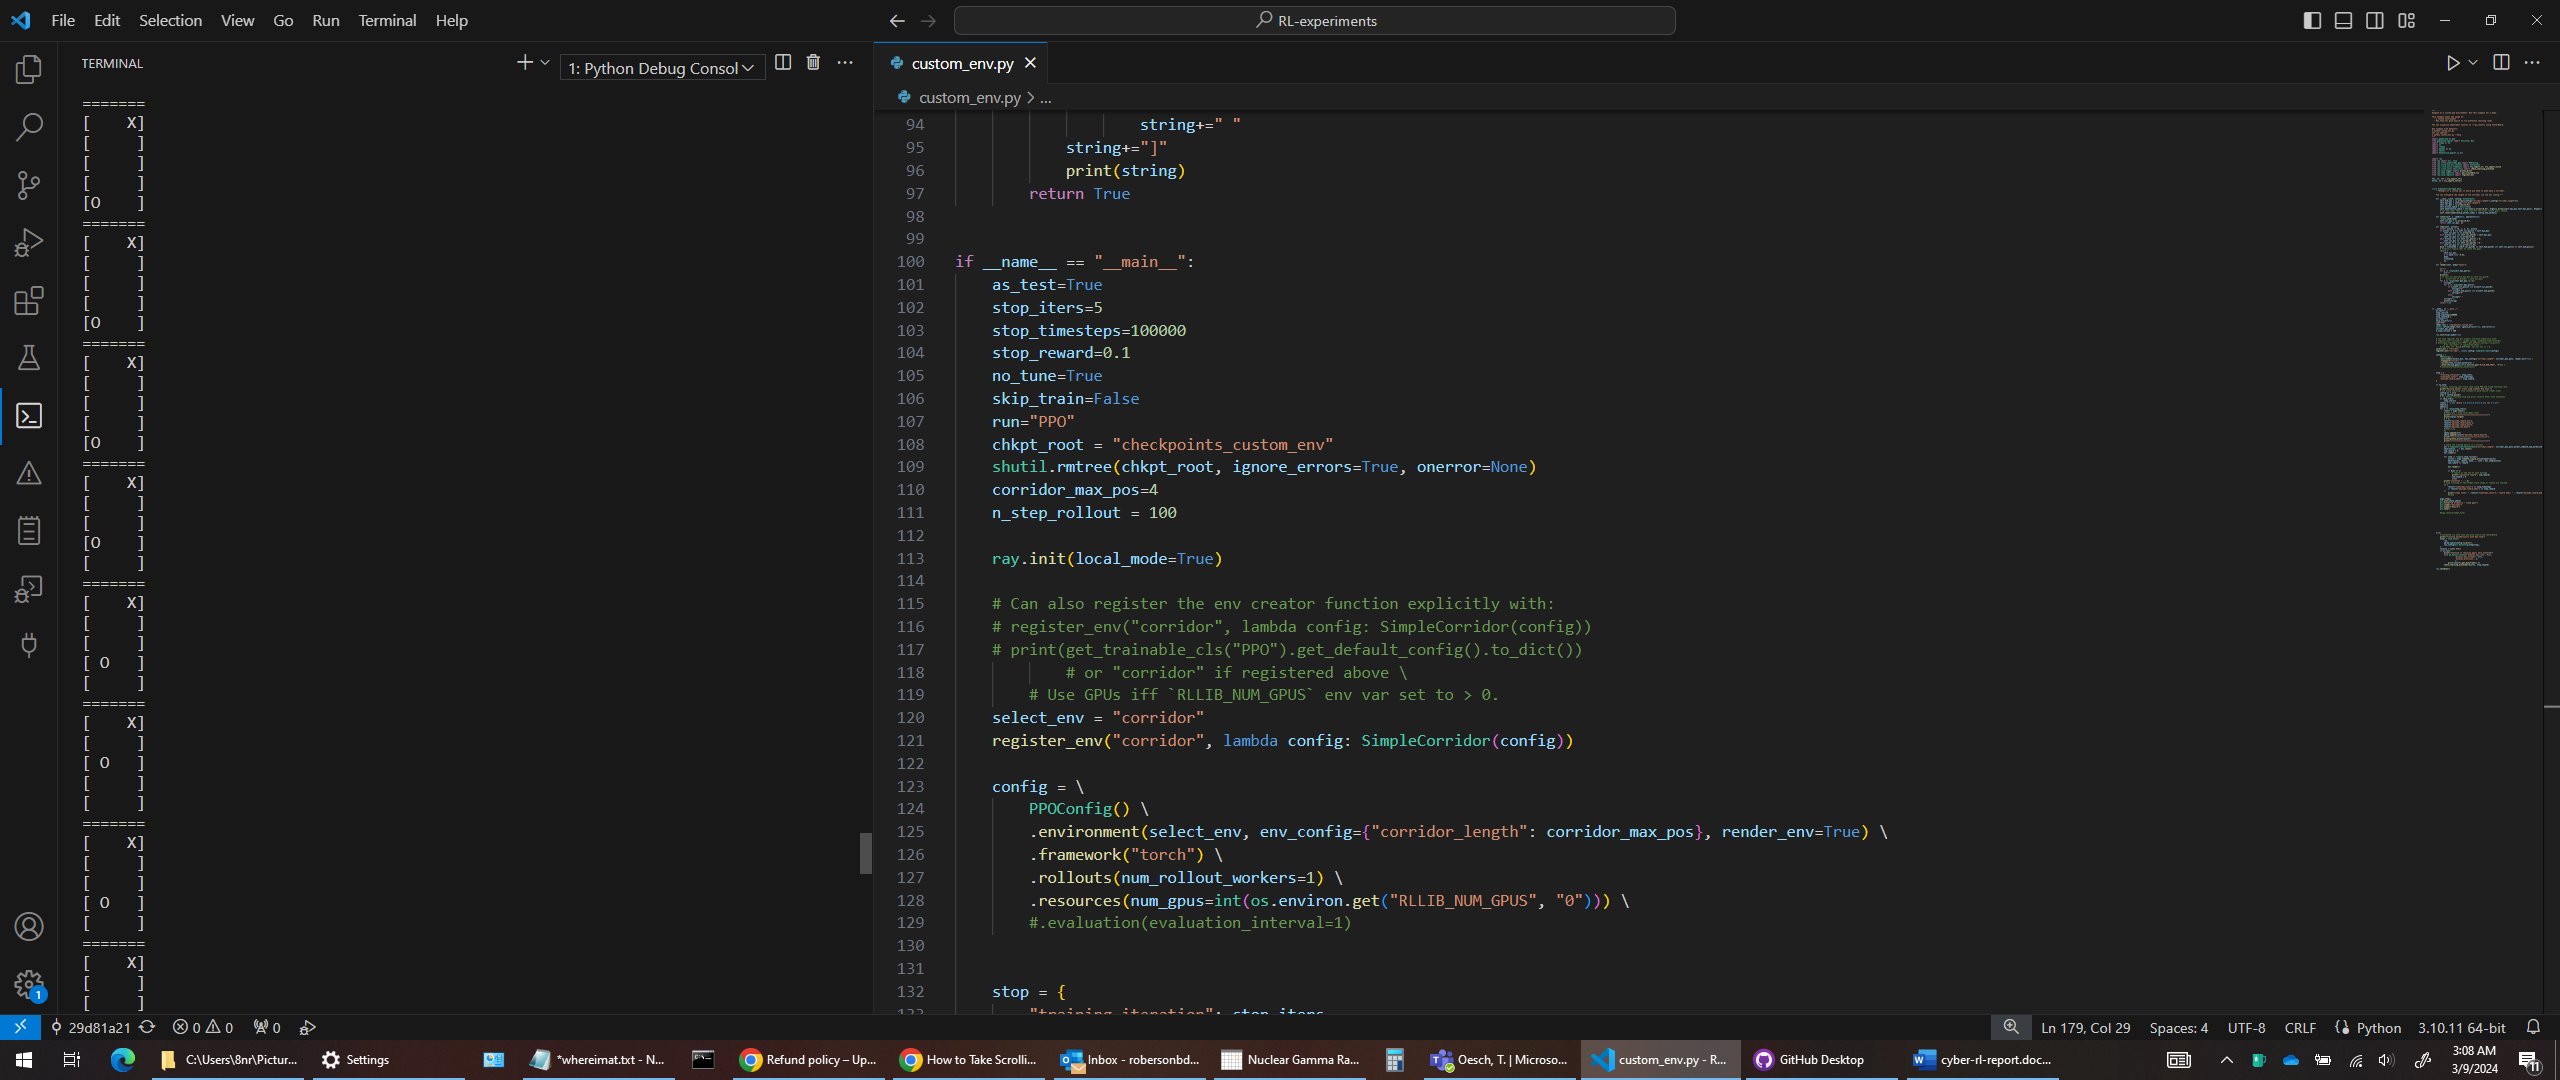 File Edit Selection View Go Run Terminal Help
RL-experiments
TERMINAL
1: Python Debug Consol
=======
[    X]
[     ]
[     ]
[     ]
[O    ]
=======
[    X]
[     ]
[     ]
[     ]
[O    ]
=======
[    X]
[     ]
[     ]
[     ]
[O    ]
=======
[    X]
[     ]
[     ]
[O    ]
[     ]
=======
[    X]
[     ]
[     ]
[ O   ]
[     ]
=======
[    X]
[     ]
[ O   ]
[     ]
[     ]
=======
[    X]
[     ]
[     ]
[ O   ]
[     ]
=======
[    X]
[     ]
[     ]
custom_env.py
custom_env.py > ...
94 string+=" "
95 string+="]"
96 print(string)
97 return True
98
99
100 if __name__ == "__main__":
101 as_test=True
102 stop_iters=5
103 stop_timesteps=100000
104 stop_reward=0.1
105 no_tune=True
106 skip_train=False
107 run="PPO"
108 chkpt_root = "checkpoints_custom_env"
109 shutil.rmtree(chkpt_root, ignore_errors=True, onerror=None)
110 corridor_max_pos=4
111 n_step_rollout = 100
112
113 ray.init(local_mode=True)
114
115 # Can also register the env creator function explicitly with:
116 # register_env("corridor", lambda config: SimpleCorridor(config))
117 # print(get_trainable_cls("PPO").get_default_config().to_dict())
118 # or "corridor" if registered above \
119 # Use GPUs iff `RLLIB_NUM_GPUS` env var set to > 0.
120 select_env = "corridor"
121 register_env("corridor", lambda config: SimpleCorridor(config))
122
123 config = \
124 PPOConfig() \
125 .environment(select_env, env_config={"corridor_length": corridor_max_pos}, render_env=True) \
126 .framework("torch") \
127 .rollouts(num_rollout_workers=1) \
128 .resources(num_gpus=int(os.environ.get("RLLIB_NUM_GPUS", "0"))) \
129 #.evaluation(evaluation_interval=1)
130
131
132 stop = {
133 "training_iteration": stop_iters,
1
29d81a21 0 0 0
Ln 179, Col 29 Spaces: 4 UTF-8 CRLF Python 3.10.11 64-bit
C:\Users\8nr\Pictur...
Settings
*whereimat.txt - N...
Refund policy – Up...
How to Take Scrolli...
Inbox - robersonbd...
Nuclear Gamma Ra...
Oesch, T. | Microso...
custom_env.py - R...
GitHub Desktop
cyber-rl-report.doc...
3:08 AM
3/9/2024
11